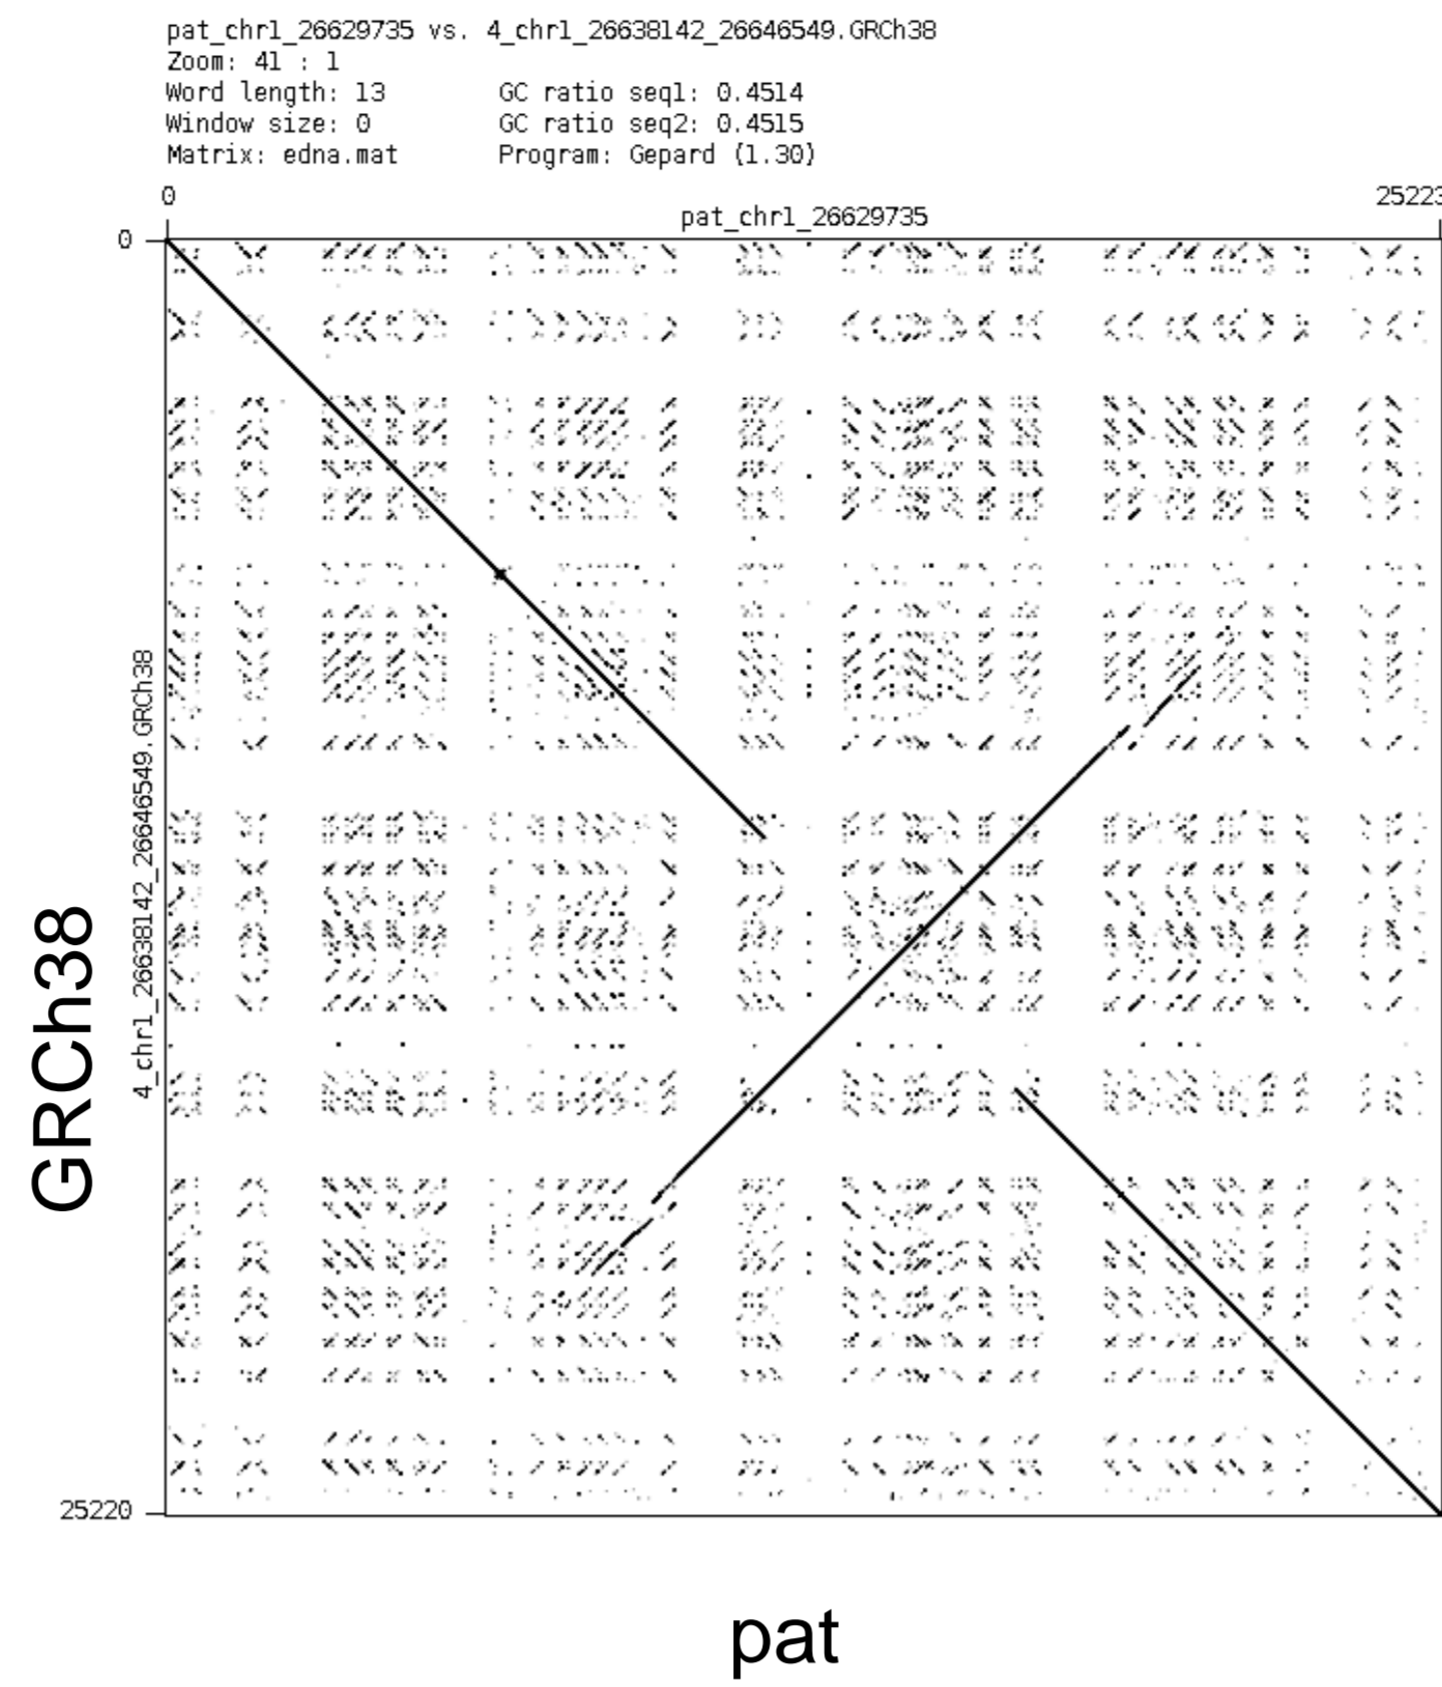 pat_chr1_26629735 vs. 4_chr1_26638142_26646549.GRCh38
Zoom: 41 : 1
Word length: 13 GC ratio seq1: 0.4514
Window size: 0 GC ratio seq2: 0.4515
Matrix: edna.mat Program: Gepard (1.30)
0 25223
pat_chr1_26629735
0
4_chr1_26638142_26646549.GRCh38
GRCh38
25220
pat